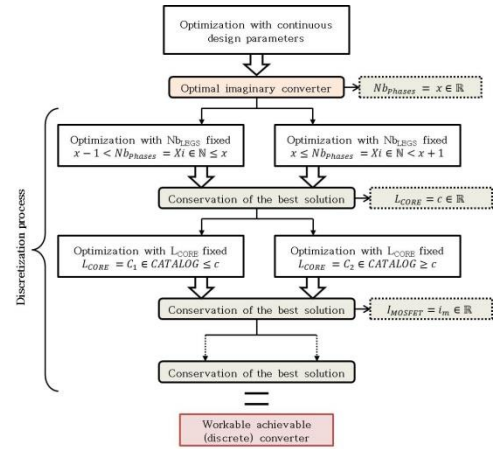 Optimization with continuous
design parameters
Optimal imaginary converter
Nb_Phases = x ∈ ℝ
Optimization with Nb_LEGS fixed
x − 1 < Nb_Phases = Xi ∈ ℕ ≤ x
Optimization with Nb_LEGS fixed
x ≤ Nb_Phases = Xi ∈ ℕ < x + 1
Conservation of the best solution
L_CORE = c ∈ ℝ
Optimization with L_CORE fixed
L_CORE = C_1 ∈ CATALOG ≤ c
Optimization with L_CORE fixed
L_CORE = C_2 ∈ CATALOG ≥ c
Conservation of the best solution
I_MOSFET = i_m ∈ ℝ
Conservation of the best solution
Discretization process
=
Workable achievable
(discrete) converter